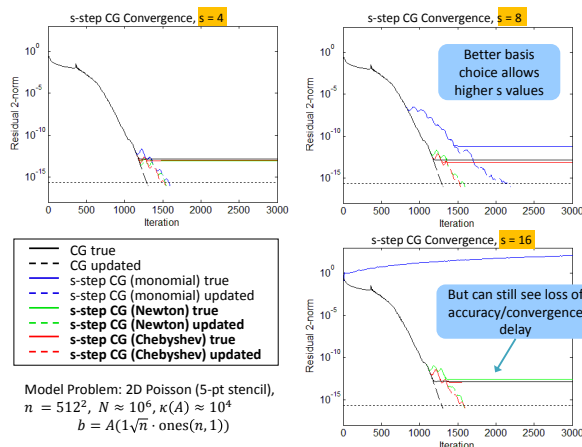 s-step CG Convergence, s = 4
10^0
10^-5
10^-10
10^-15
Residual 2-norm
0 500 1000 1500 2000 2500 3000
Iteration
s-step CG Convergence, s = 8
Better basis
choice allows
higher s values
10^0
10^-5
10^-10
10^-15
Residual 2-norm
0 500 1000 1500 2000 2500 3000
Iteration
CG true
CG updated
s-step CG (monomial) true
s-step CG (monomial) updated
s-step CG (Newton) true
s-step CG (Newton) updated
s-step CG (Chebyshev) true
s-step CG (Chebyshev) updated
s-step CG Convergence, s = 16
But can still see loss of
accuracy/convergence
delay
10^0
10^-5
10^-10
10^-15
Residual 2-norm
0 500 1000 1500 2000 2500 3000
Iteration
Model Problem: 2D Poisson (5-pt stencil),
n = 512², N ≈ 10⁶, κ(A) ≈ 10⁴
b = A(1√n · ones(n, 1))